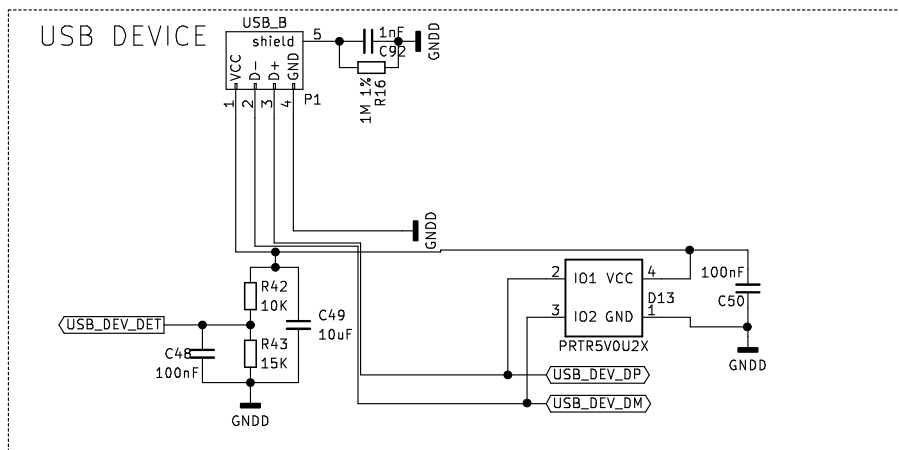 USB DEVICE
USB_B
shield
5
VCC
D-
D+
GND
1
2
3
4
P1
1nF
C92
1M 1%
R16
GNDD
GNDD
R42
10K
C49
10uF
USB_DEV_DET
R43
15K
C48
100nF
GNDD
2
IO1 VCC
4
3
IO2 GND
1
D13
PRTR5V0U2X
100nF
C50
GNDD
USB_DEV_DP
USB_DEV_DM